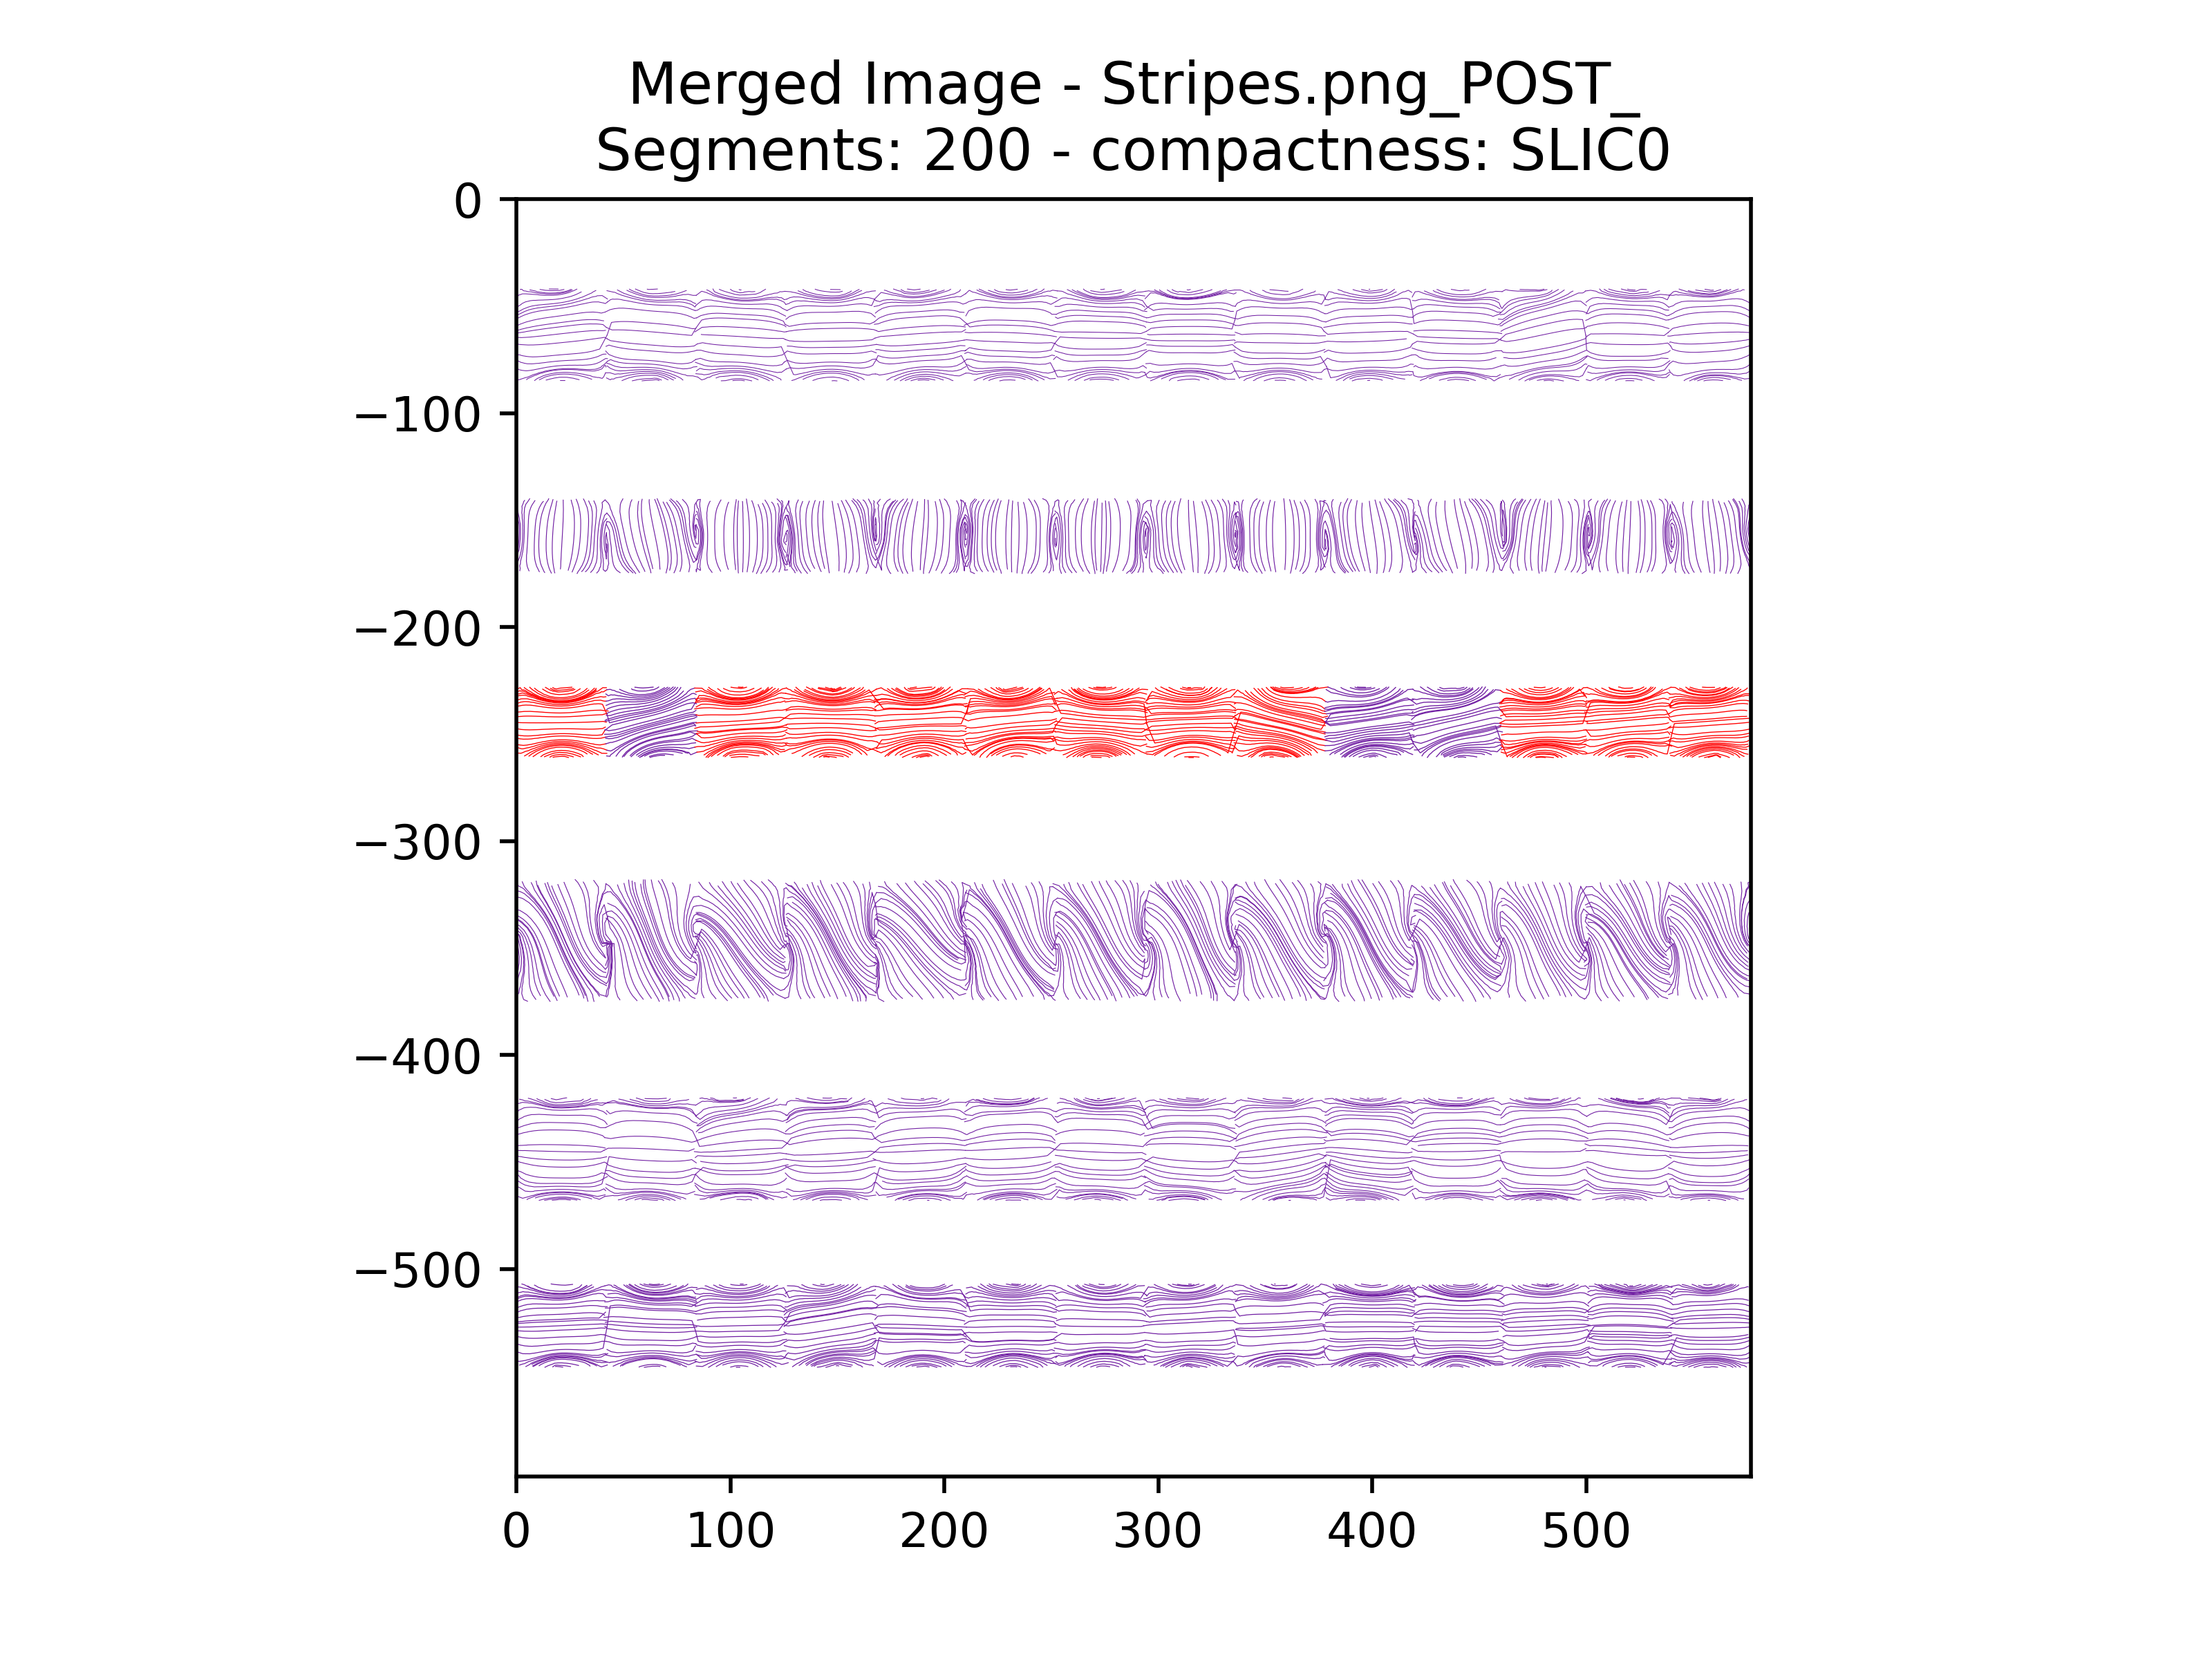 Merged Image - Stripes.png_POST_
Segments: 200 - compactness: SLIC0
0
−100
−200
−300
−400
−500
0 100 200 300 400 500